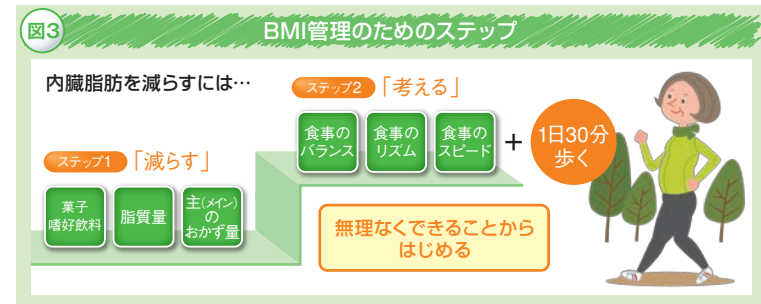 図3
BMI管理のためのステップ
内臓脂肪を減らすには…
ステップ1 「減らす」
菓子
嗜好飲料
脂質量
主(メイン)
の
おかず量
ステップ2 「考える」
食事の
バランス
食事の
リズム
食事の
スピード
+
1日30分
歩く
無理なくできることから
はじめる